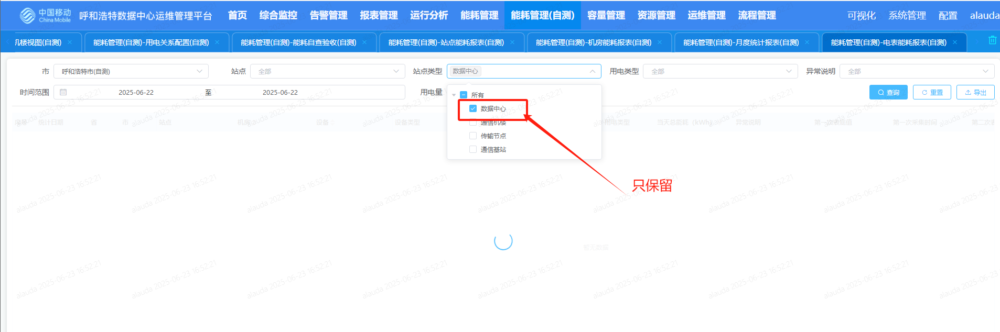 中国移动
China Mobile
呼和浩特数据中心运维管理平台
首页 综合监控 告警管理 报表管理 运行分析 能耗管理 能耗管理(自测) 容量管理 资源管理 运维管理 流程管理
可视化 系统管理 配置 alauda
机楼视图(自测) × 能耗管理(自测)-用电关系配置(自测) × 能耗管理(自测)-能耗自查验收(自测) × 能耗管理(自测)-站点能耗报表(自测) × 能耗管理(自测)-机房能耗报表(自测) × 能耗管理(自测)-月度统计报表(自测) × 能耗管理(自测)-电表能耗报表(自测) ×
市 呼和浩特市(自测) 站点 全部 站点类型 数据中心 用电类型 全部 异常说明 全部
时间范围 2025-06-22 至 2025-06-22 用电量 查询 重置 导出
所有
数据中心
通信机楼
传输节点
通信基站
序号 统计日期 省 市 站点 机房 设备 设备类型 用电类型 当天总能耗（kWh） 异常说明 第一次表底值 第一次采集时间 第二次表
只保留
暂无数据
alauda 2025-06-23 16:52:21